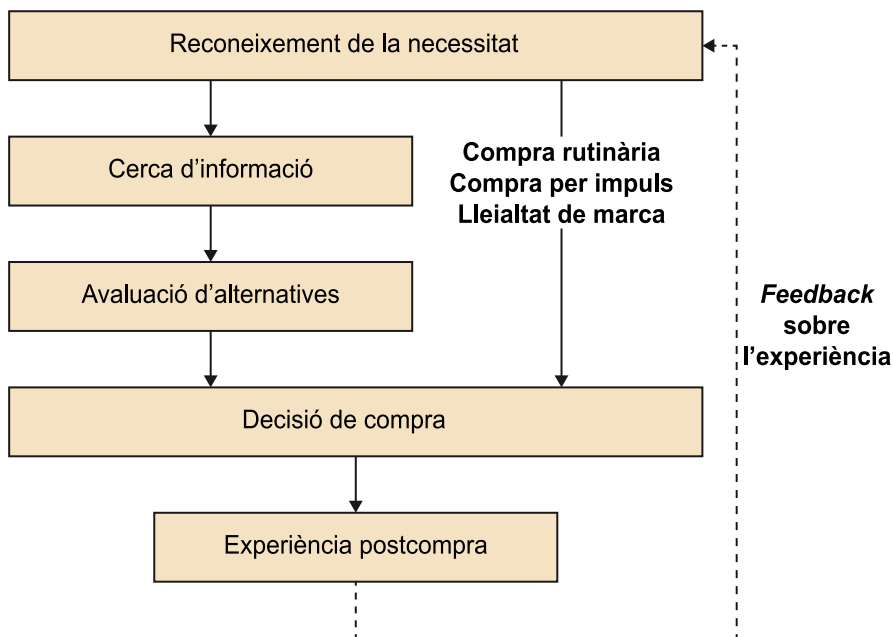 Reconeixement de la necessitat
Cerca d’informació
Compra rutinària
Compra per impuls
Lleialtat de marca
Avaluació d’alternatives
Feedback
sobre
l’experiència
Decisió de compra
Experiència postcompra